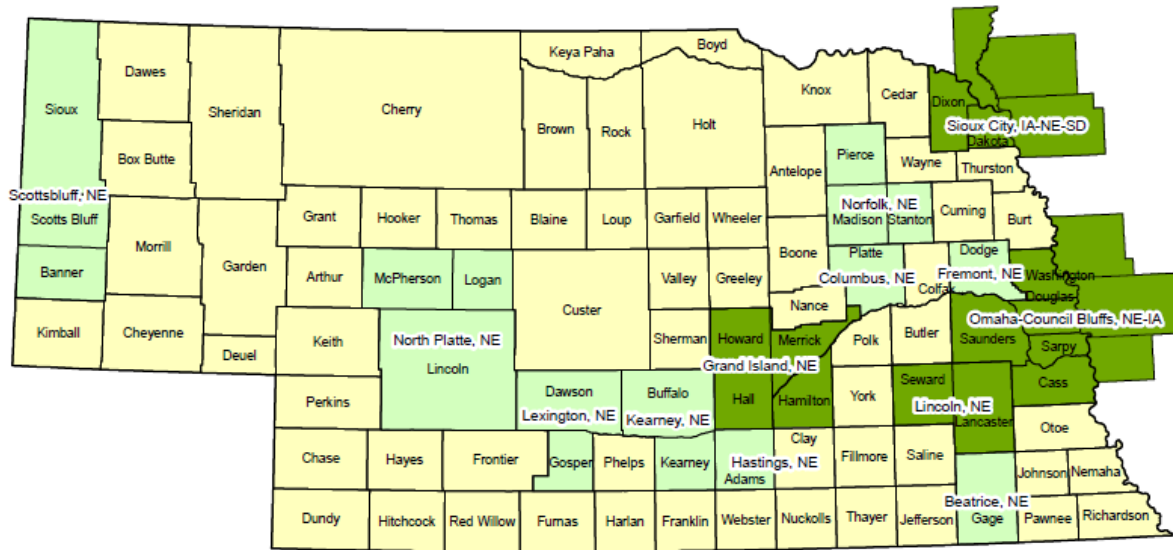 Boyd
Keya Paha
Dawes
Knox
Cedar
Dixon
Sioux
Sheridan
Cherry
Brown
Rock
Holt
Sioux City, IA-NE-SD
Dakota
Pierce
Box Butte
Antelope
Wayne
Thurston
Scottsbluff, NE
Norfolk, NE
Scotts Bluff
Grant
Hooker
Thomas
Blaine
Loup
Garfield
Wheeler
Madison
Stanton
Cuming
Burt
Morrill
Boone
Platte
Dodge
Banner
Garden
Arthur
McPherson
Logan
Valley
Greeley
Columbus, NE
Fremont, NE
Washington
Colfax
Custer
Nance
Douglas
Kimball
Cheyenne
Keith
North Platte, NE
Sherman
Howard
Merrick
Polk
Butler
Saunders
Omaha-Council Bluffs, NE-IA
Sarpy
Deuel
Lincoln
Grand Island, NE
Perkins
Dawson
Buffalo
Hall
Hamilton
York
Seward
Cass
Lexington, NE
Kearney, NE
Lincoln, NE
Lancaster
Otoe
Chase
Hayes
Frontier
Gosper
Phelps
Kearney
Hastings, NE
Adams
Clay
Fillmore
Saline
Johnson
Nemaha
Beatrice, NE
Dundy
Hitchcock
Red Willow
Furnas
Harlan
Franklin
Webster
Nuckolls
Thayer
Jefferson
Gage
Pawnee
Richardson